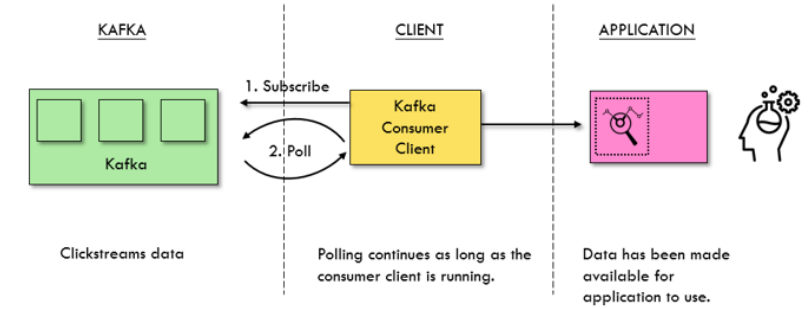 KAFKA
CLIENT
APPLICATION
1. Subscribe
Kafka
Consumer
Client
2. Poll
Kafka
Clickstreams data
Polling continues as long as the
consumer client is running.
Data has been made
available for
application to use.